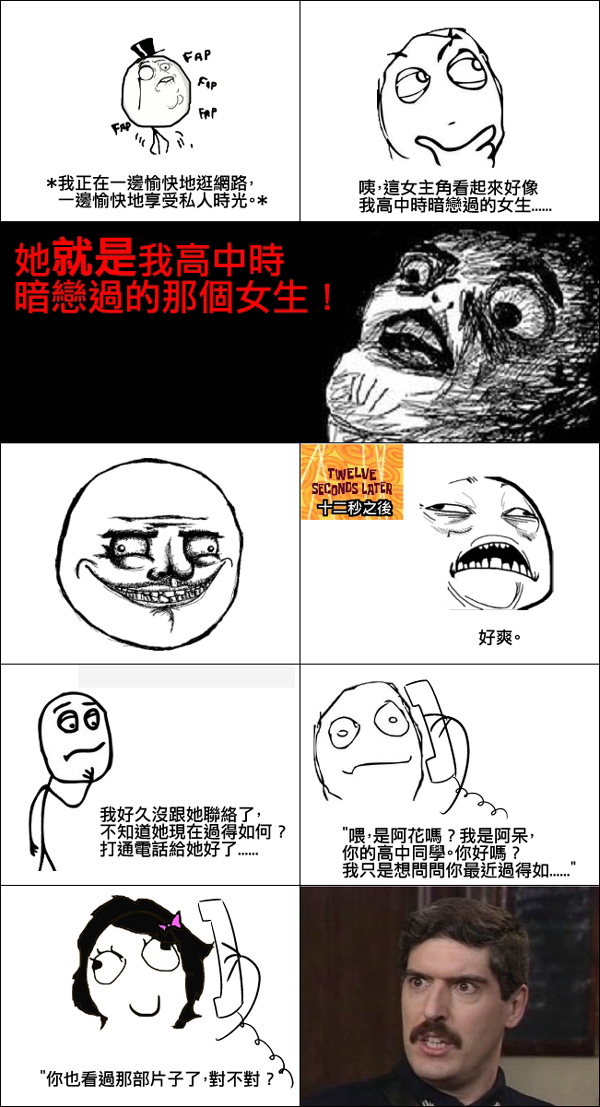 FAP
FAP
FAP
FAP
*我正在一邊愉快地逛網路，
一邊愉快地享受私人時光。*
咦，這女主角看起來好像
我高中時暗戀過的女生……
她就是我高中時
暗戀過的那個女生！
TWELVE
SECONDS LATER
十二秒之後
好爽。
我好久沒跟她聯絡了，
不知道她現在過得如何？
打通電話給她好了……
"喂，是阿花嗎？我是阿呆，
你的高中同學。你好嗎？
我只是想問問你最近過得如……"
"你也看過那部片子了，對不對？